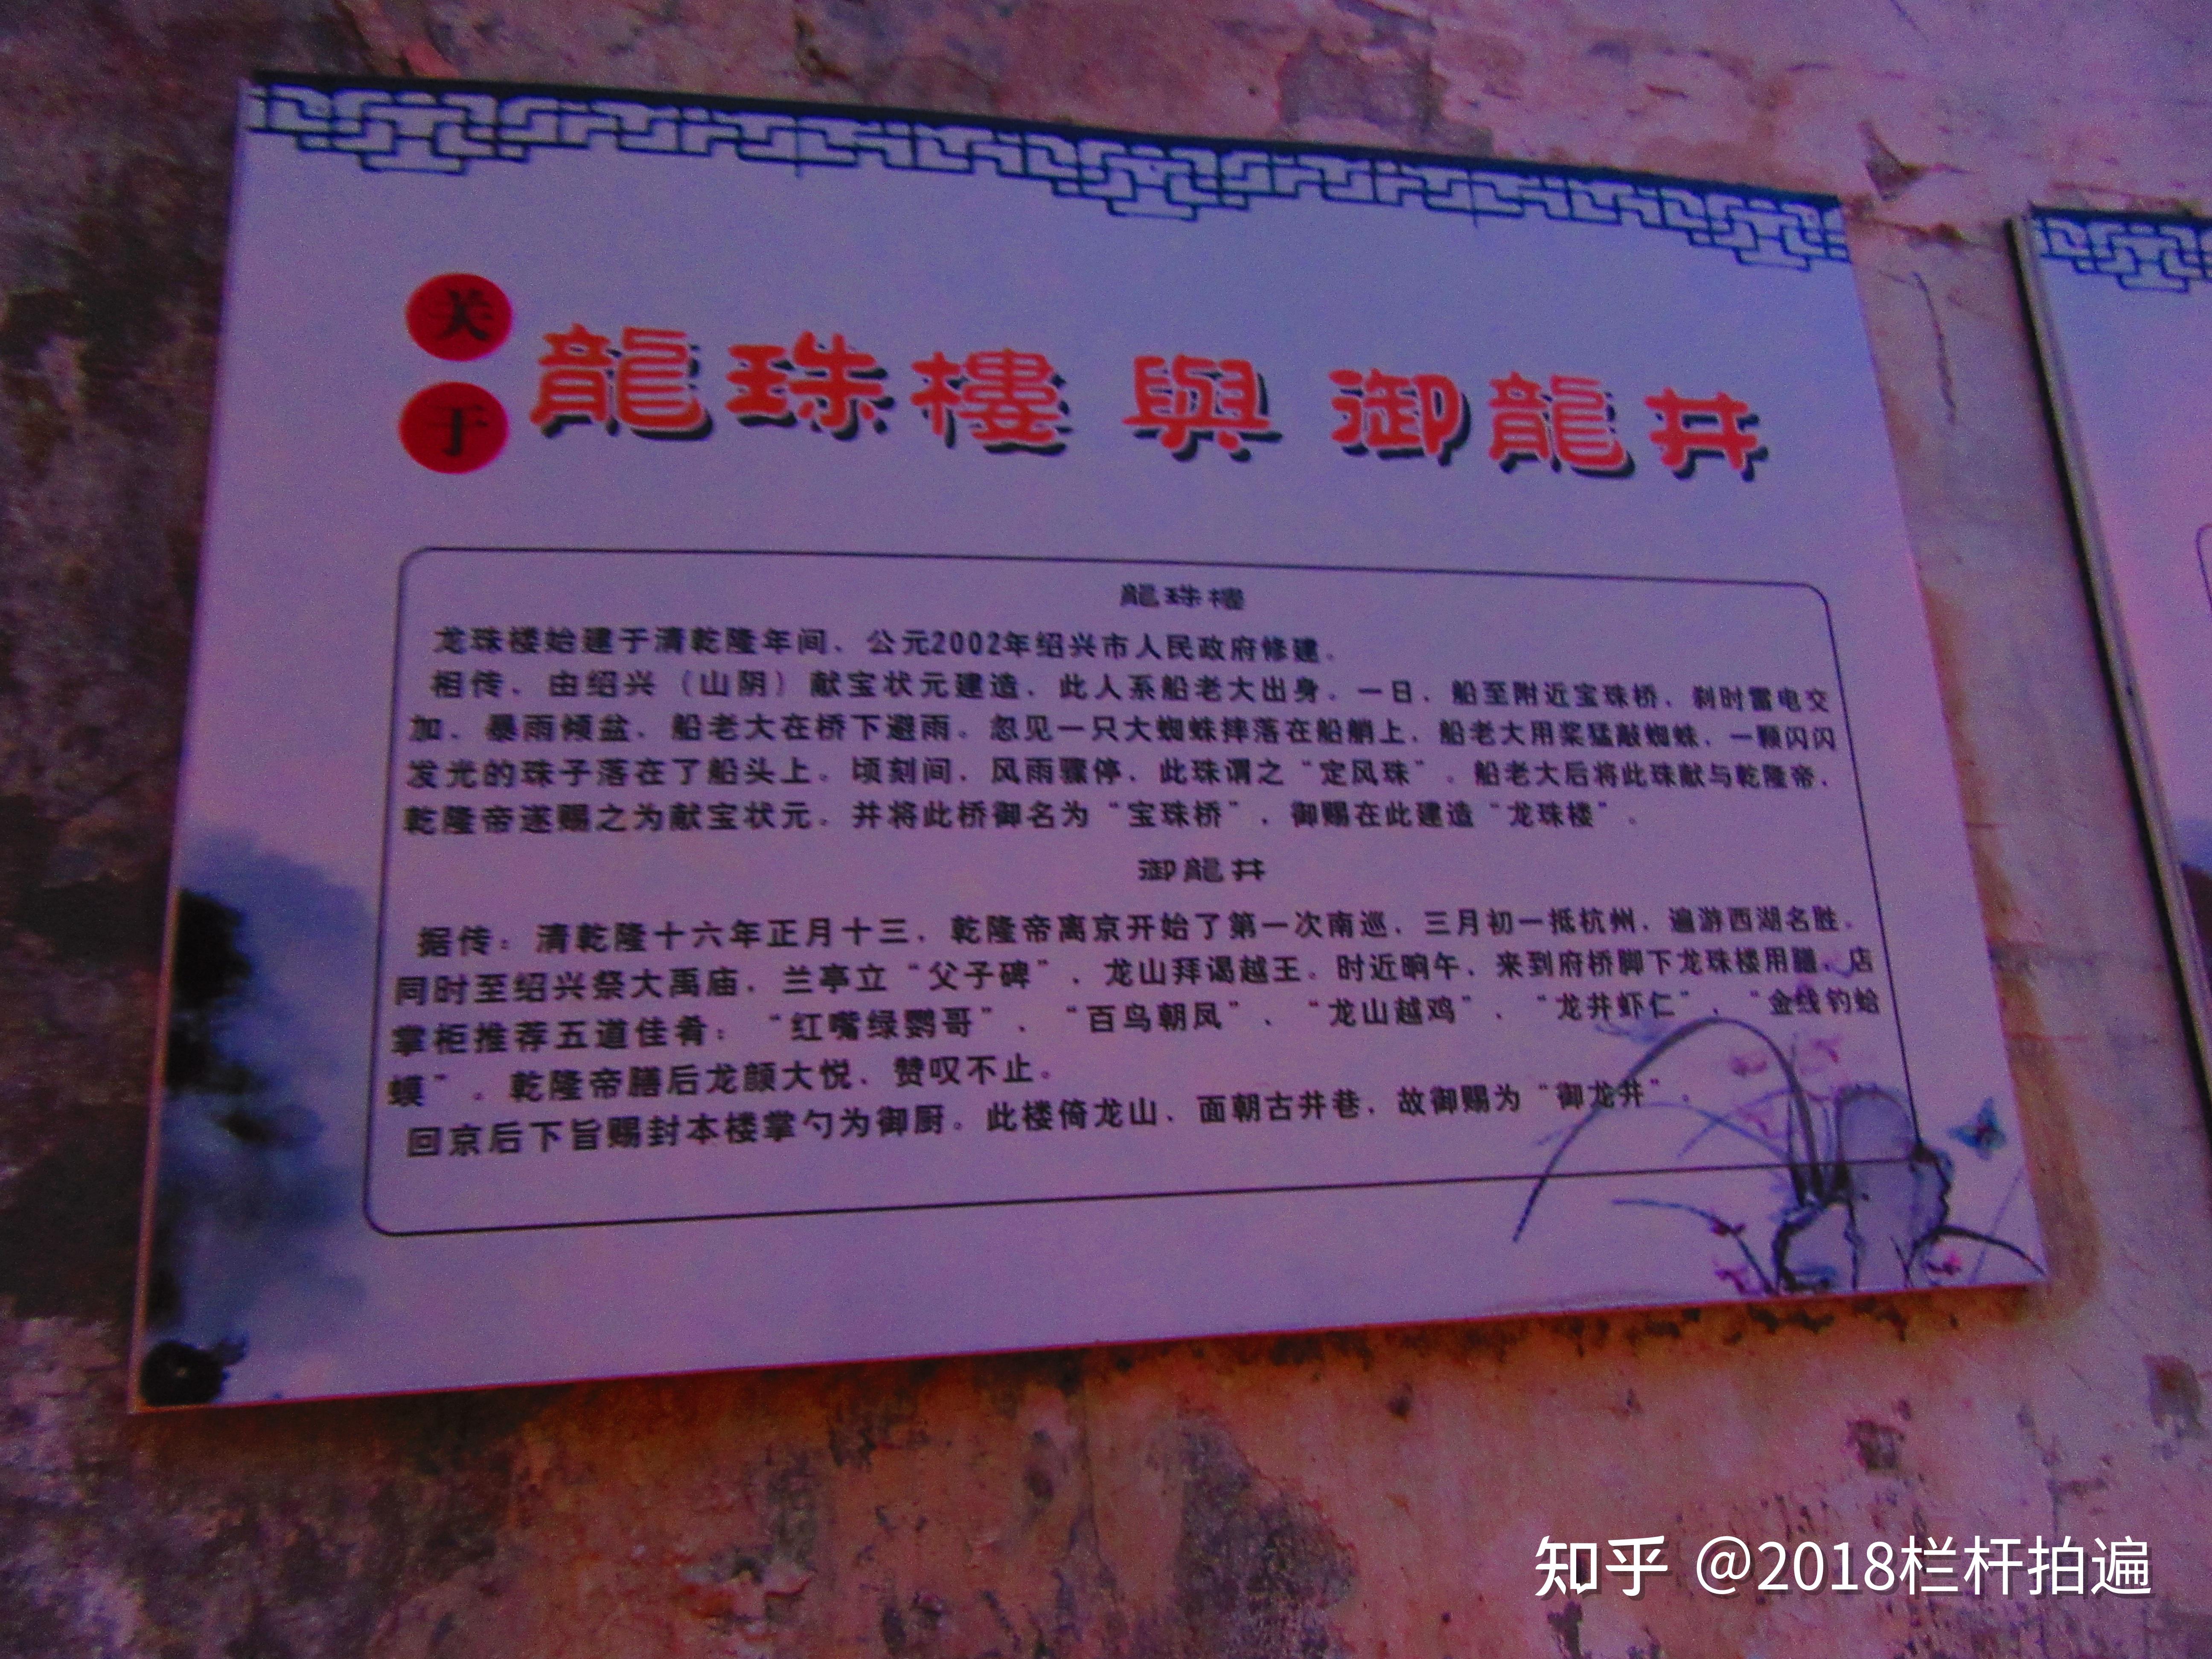 关于
龍珠樓 與 御龍井
龍珠樓
龙珠楼始建于清乾隆年间，公元2002年绍兴市人民政府修建。
相传，由绍兴（山阴）献宝状元建造，此人系船老大出身。一日，船至附近宝珠桥，刹时雷电交
加，暴雨倾盆，船老大在桥下避雨。忽见一只大蜘蛛摔落在船艄上，船老大用桨猛敲蜘蛛，一颗闪闪
发光的珠子落在了船头上。顷刻间，风雨骤停，此珠谓之“定风珠”。船老大后将此珠献与乾隆帝，
乾隆帝遂赐之为献宝状元。并将此桥御名为“宝珠桥”，御赐在此建造“龙珠楼”。
御龍井
据传：清乾隆十六年正月十三，乾隆帝离京开始了第一次南巡，三月初一抵杭州，遍游西湖名胜。
同时至绍兴祭大禹庙，兰亭立“父子碑”，龙山拜谒越王。时近晌午，来到府桥脚下龙珠楼用膳，店
掌柜推荐五道佳肴：“红嘴绿鹦哥”、“百鸟朝凤”、“龙山越鸡”、“龙井虾仁”、“金线钓蛤
蟆”。乾隆帝膳后龙颜大悦，赞叹不止。
回京后下旨赐封本楼掌勺为御厨。此楼倚龙山、面朝古井巷，故御赐为“御龙井”。
知乎 @2018栏杆拍遍